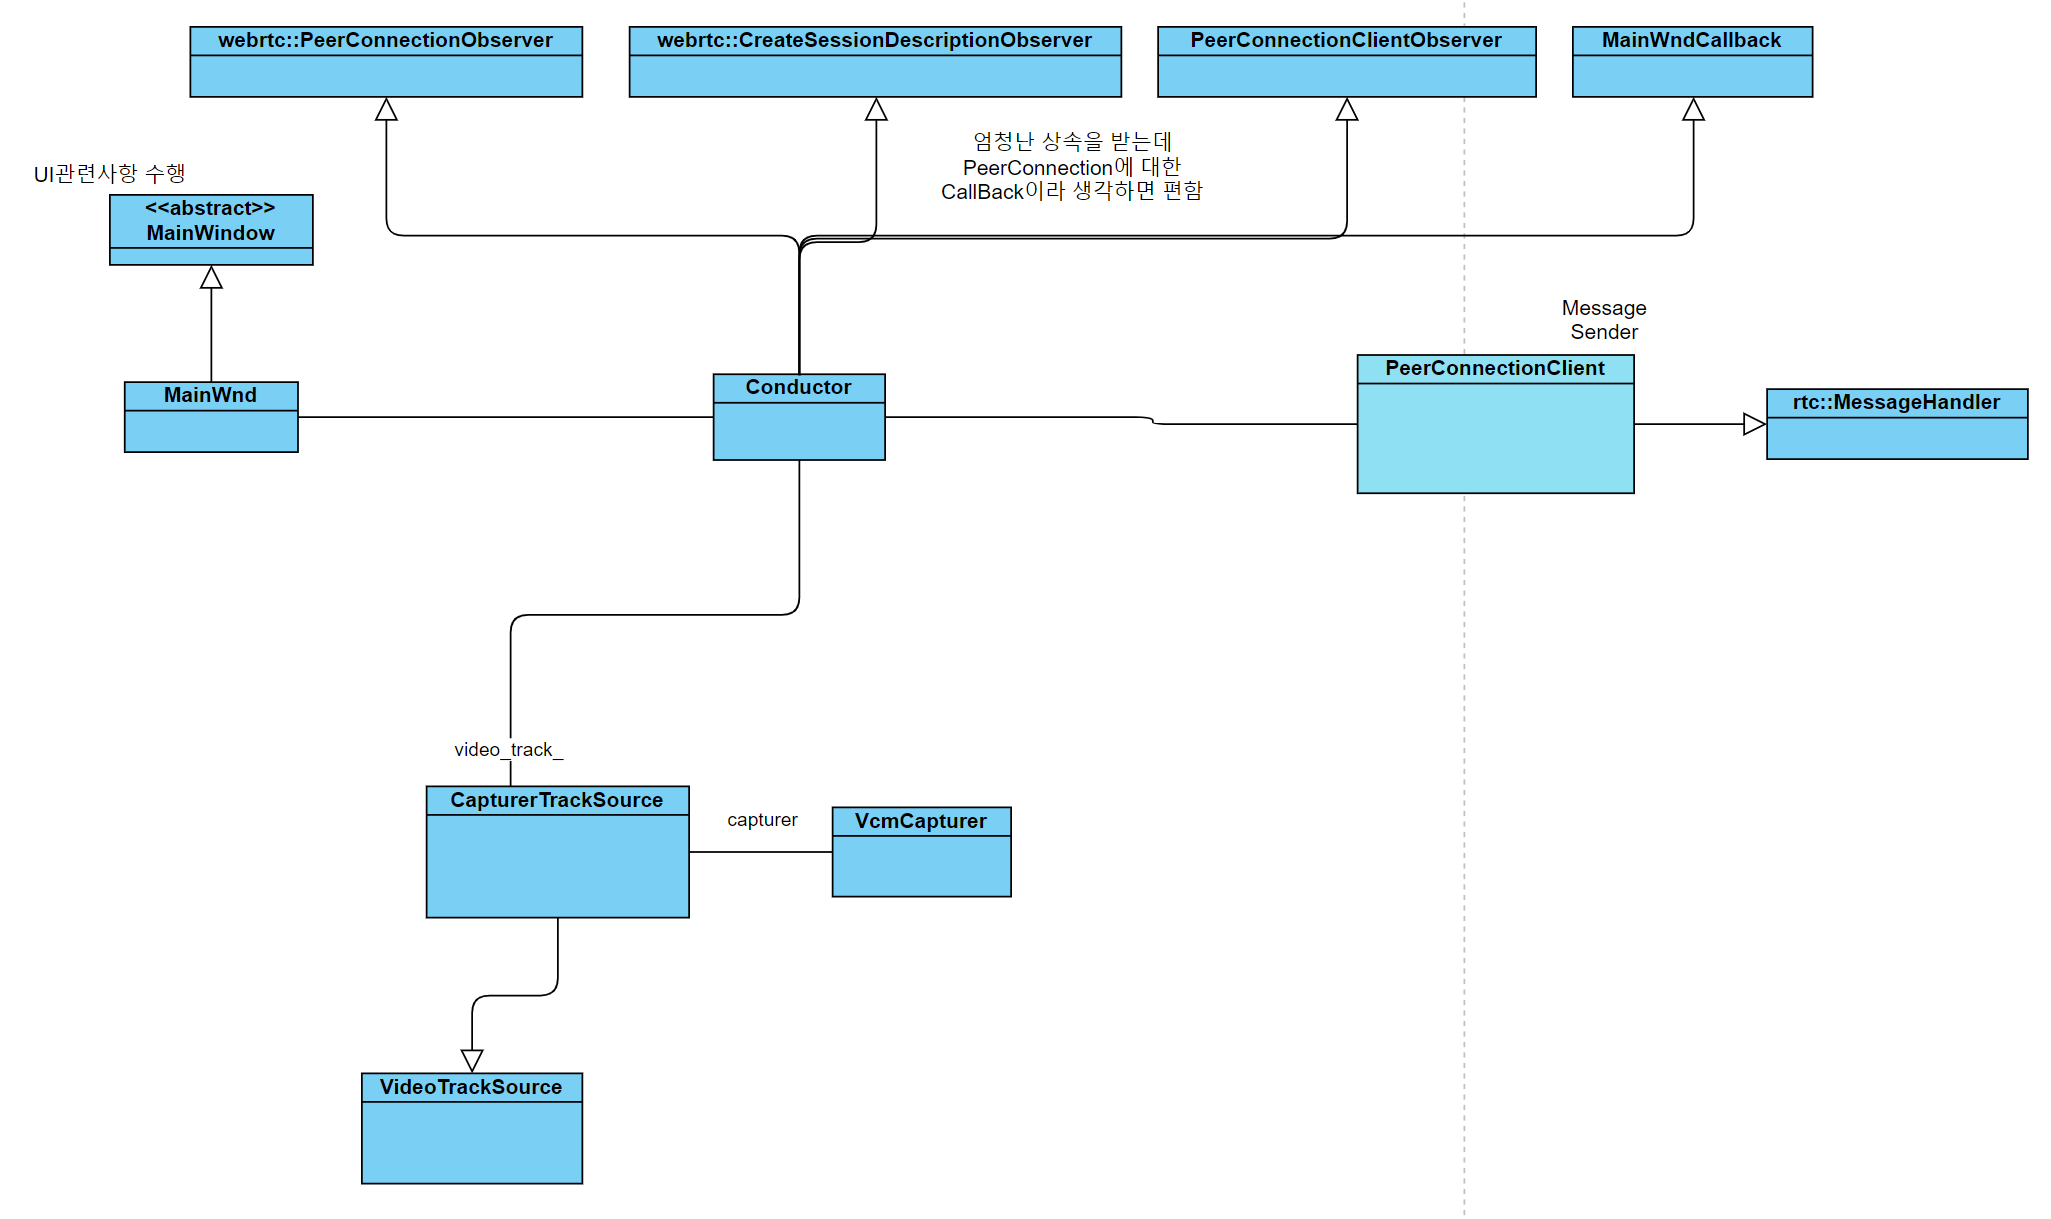 webrtc::PeerConnectionObserver
webrtc::CreateSessionDescriptionObserver
PeerConnectionClientObserver
MainWndCallback
엄청난 상속을 받는데
PeerConnection에 대한
CallBack이라 생각하면 편함
UI관련사항 수행
<<abstract>>
MainWindow
Message
Sender
MainWnd
Conductor
PeerConnectionClient
rtc::MessageHandler
video_track_
CapturerTrackSource
capturer
VcmCapturer
VideoTrackSource